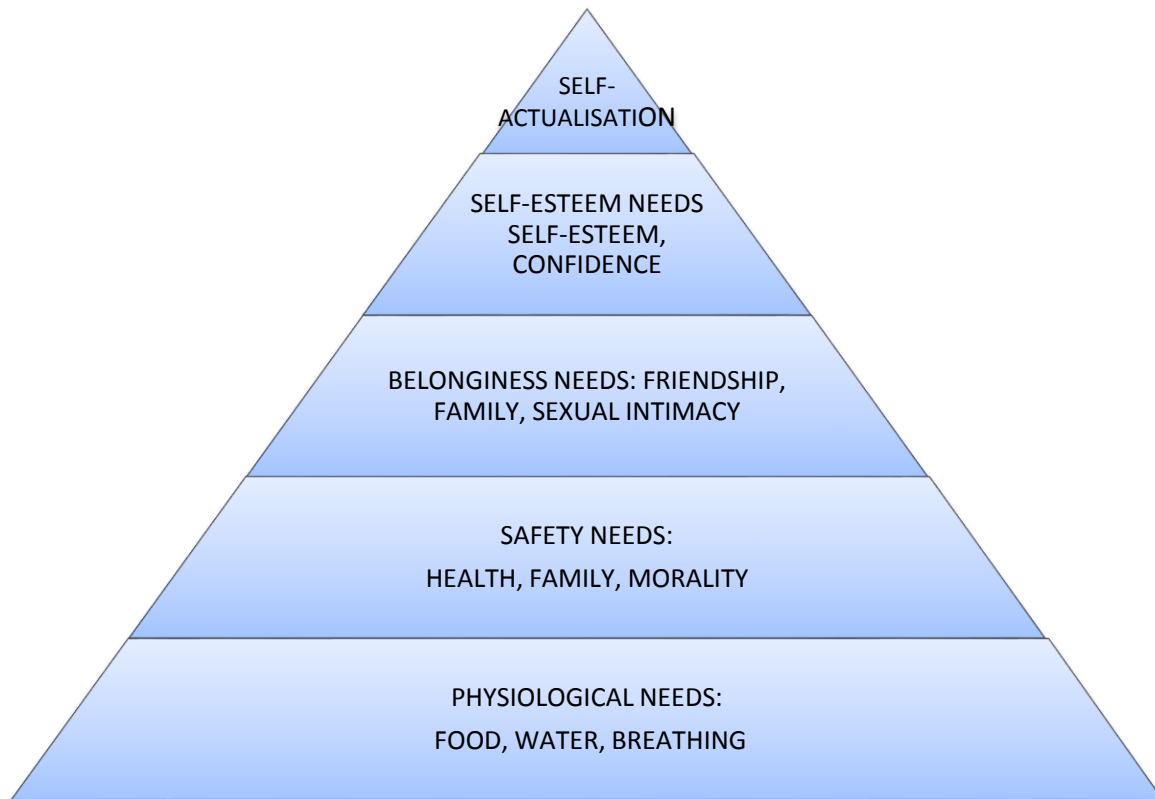 SELF-
ACTUALISATION
SELF-ESTEEM NEEDS
SELF-ESTEEM,
CONFIDENCE
BELONGINESS NEEDS: FRIENDSHIP,
FAMILY, SEXUAL INTIMACY
SAFETY NEEDS:
HEALTH, FAMILY, MORALITY
PHYSIOLOGICAL NEEDS:
FOOD, WATER, BREATHING